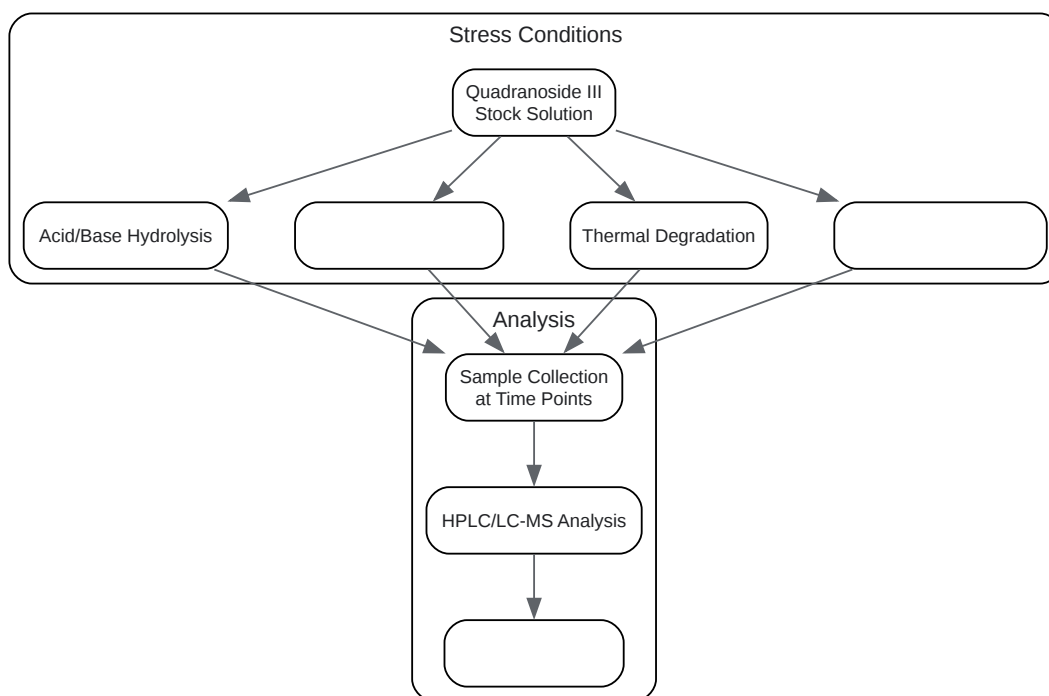 Stress Conditions
Quadranoside III
Stock Solution
Acid/Base Hydrolysis
Thermal Degradation
Analysis
Sample Collection
at Time Points
HPLC/LC-MS Analysis